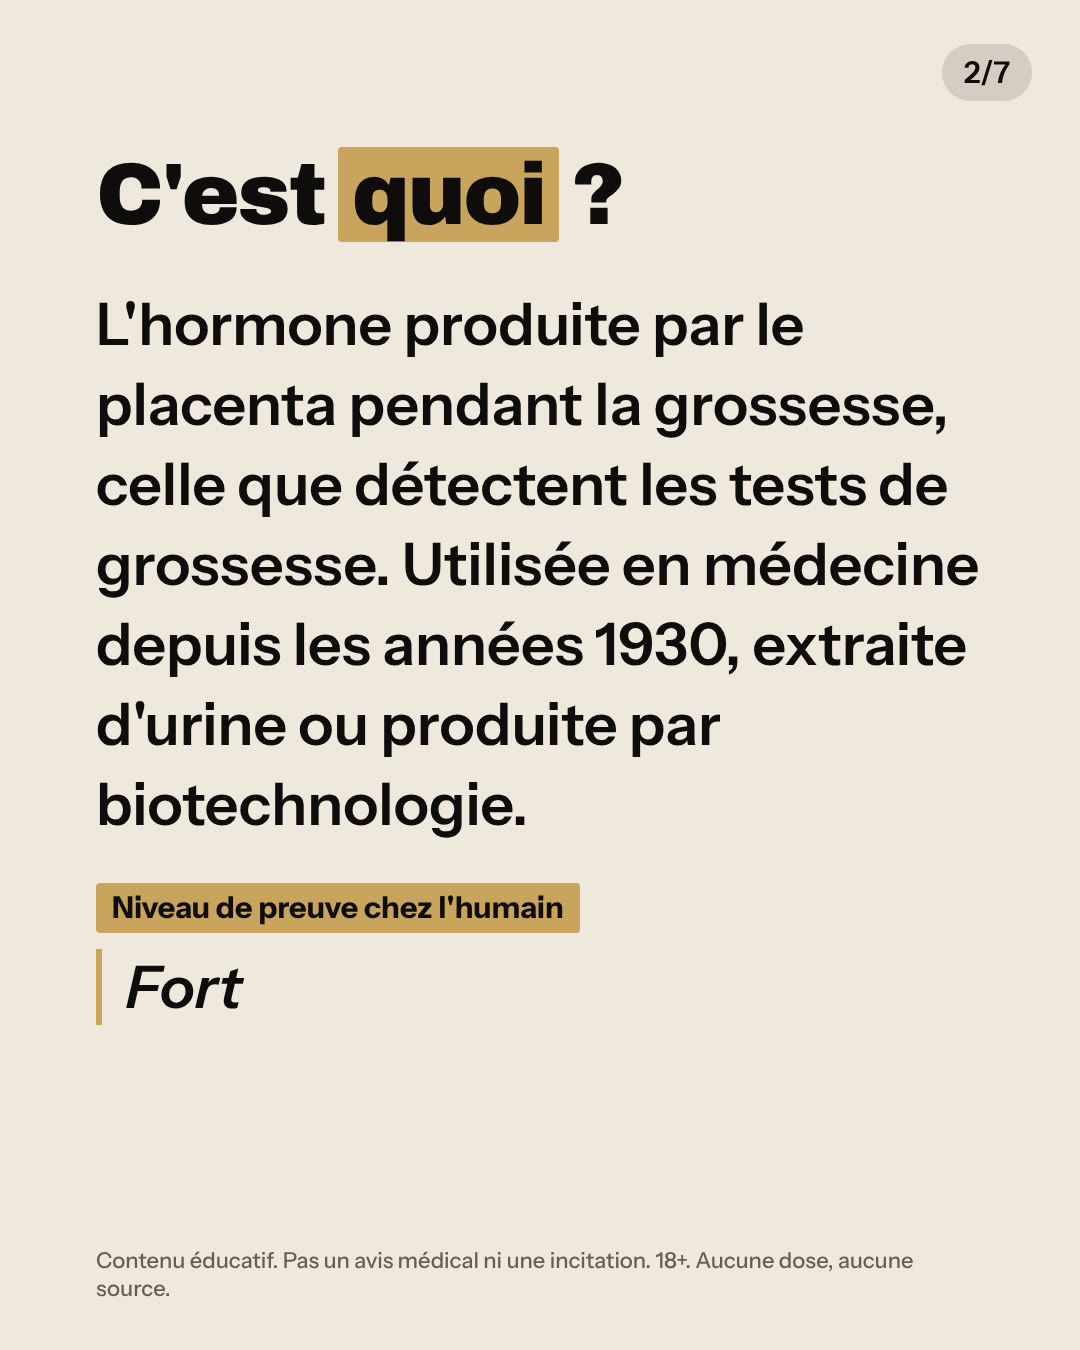 2/7
C'est quoi ?
L'hormone produite par le
placenta pendant la grossesse,
celle que détectent les tests de
grossesse. Utilisée en médecine
depuis les années 1930, extraite
d'urine ou produite par
biotechnologie.
Niveau de preuve chez l'humain
Fort
Contenu éducatif. Pas un avis médical ni une incitation. 18+. Aucune dose, aucune
source.